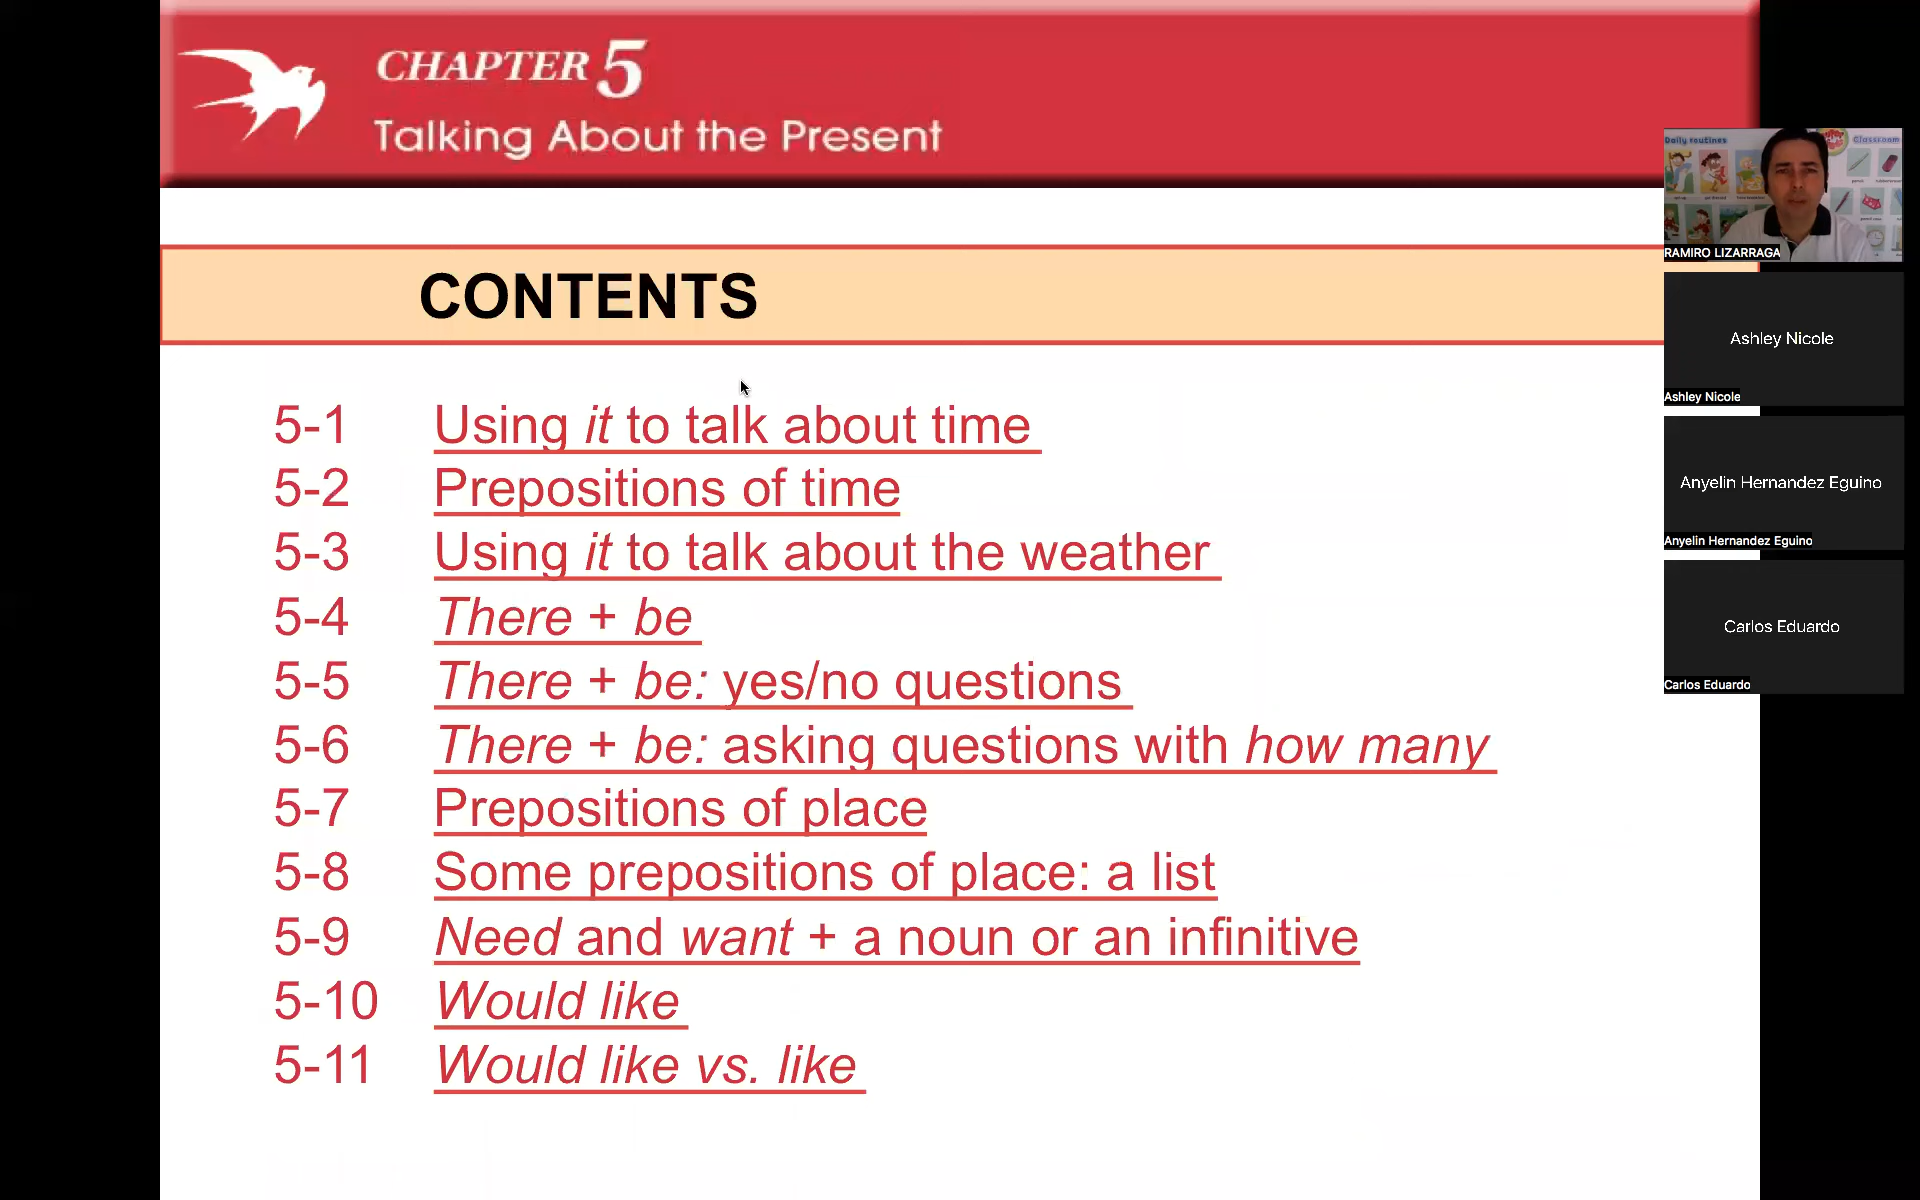 CHAPTER 5
Talking About the Present
CONTENTS
5-1 Using it to talk about time
5-2 Prepositions of time
5-3 Using it to talk about the weather
5-4 There + be
5-5 There + be: yes/no questions
5-6 There + be: asking questions with how many
5-7 Prepositions of place
5-8 Some prepositions of place: a list
5-9 Need and want + a noun or an infinitive
5-10 Would like
5-11 Would like vs. like
Daily routines
Classroom
RAMIRO LIZARRAGA
Ashley Nicole
Ashley Nicole
Anyelin Hernandez Eguino
Anyelin Hernandez Eguino
Carlos Eduardo
Carlos Eduardo